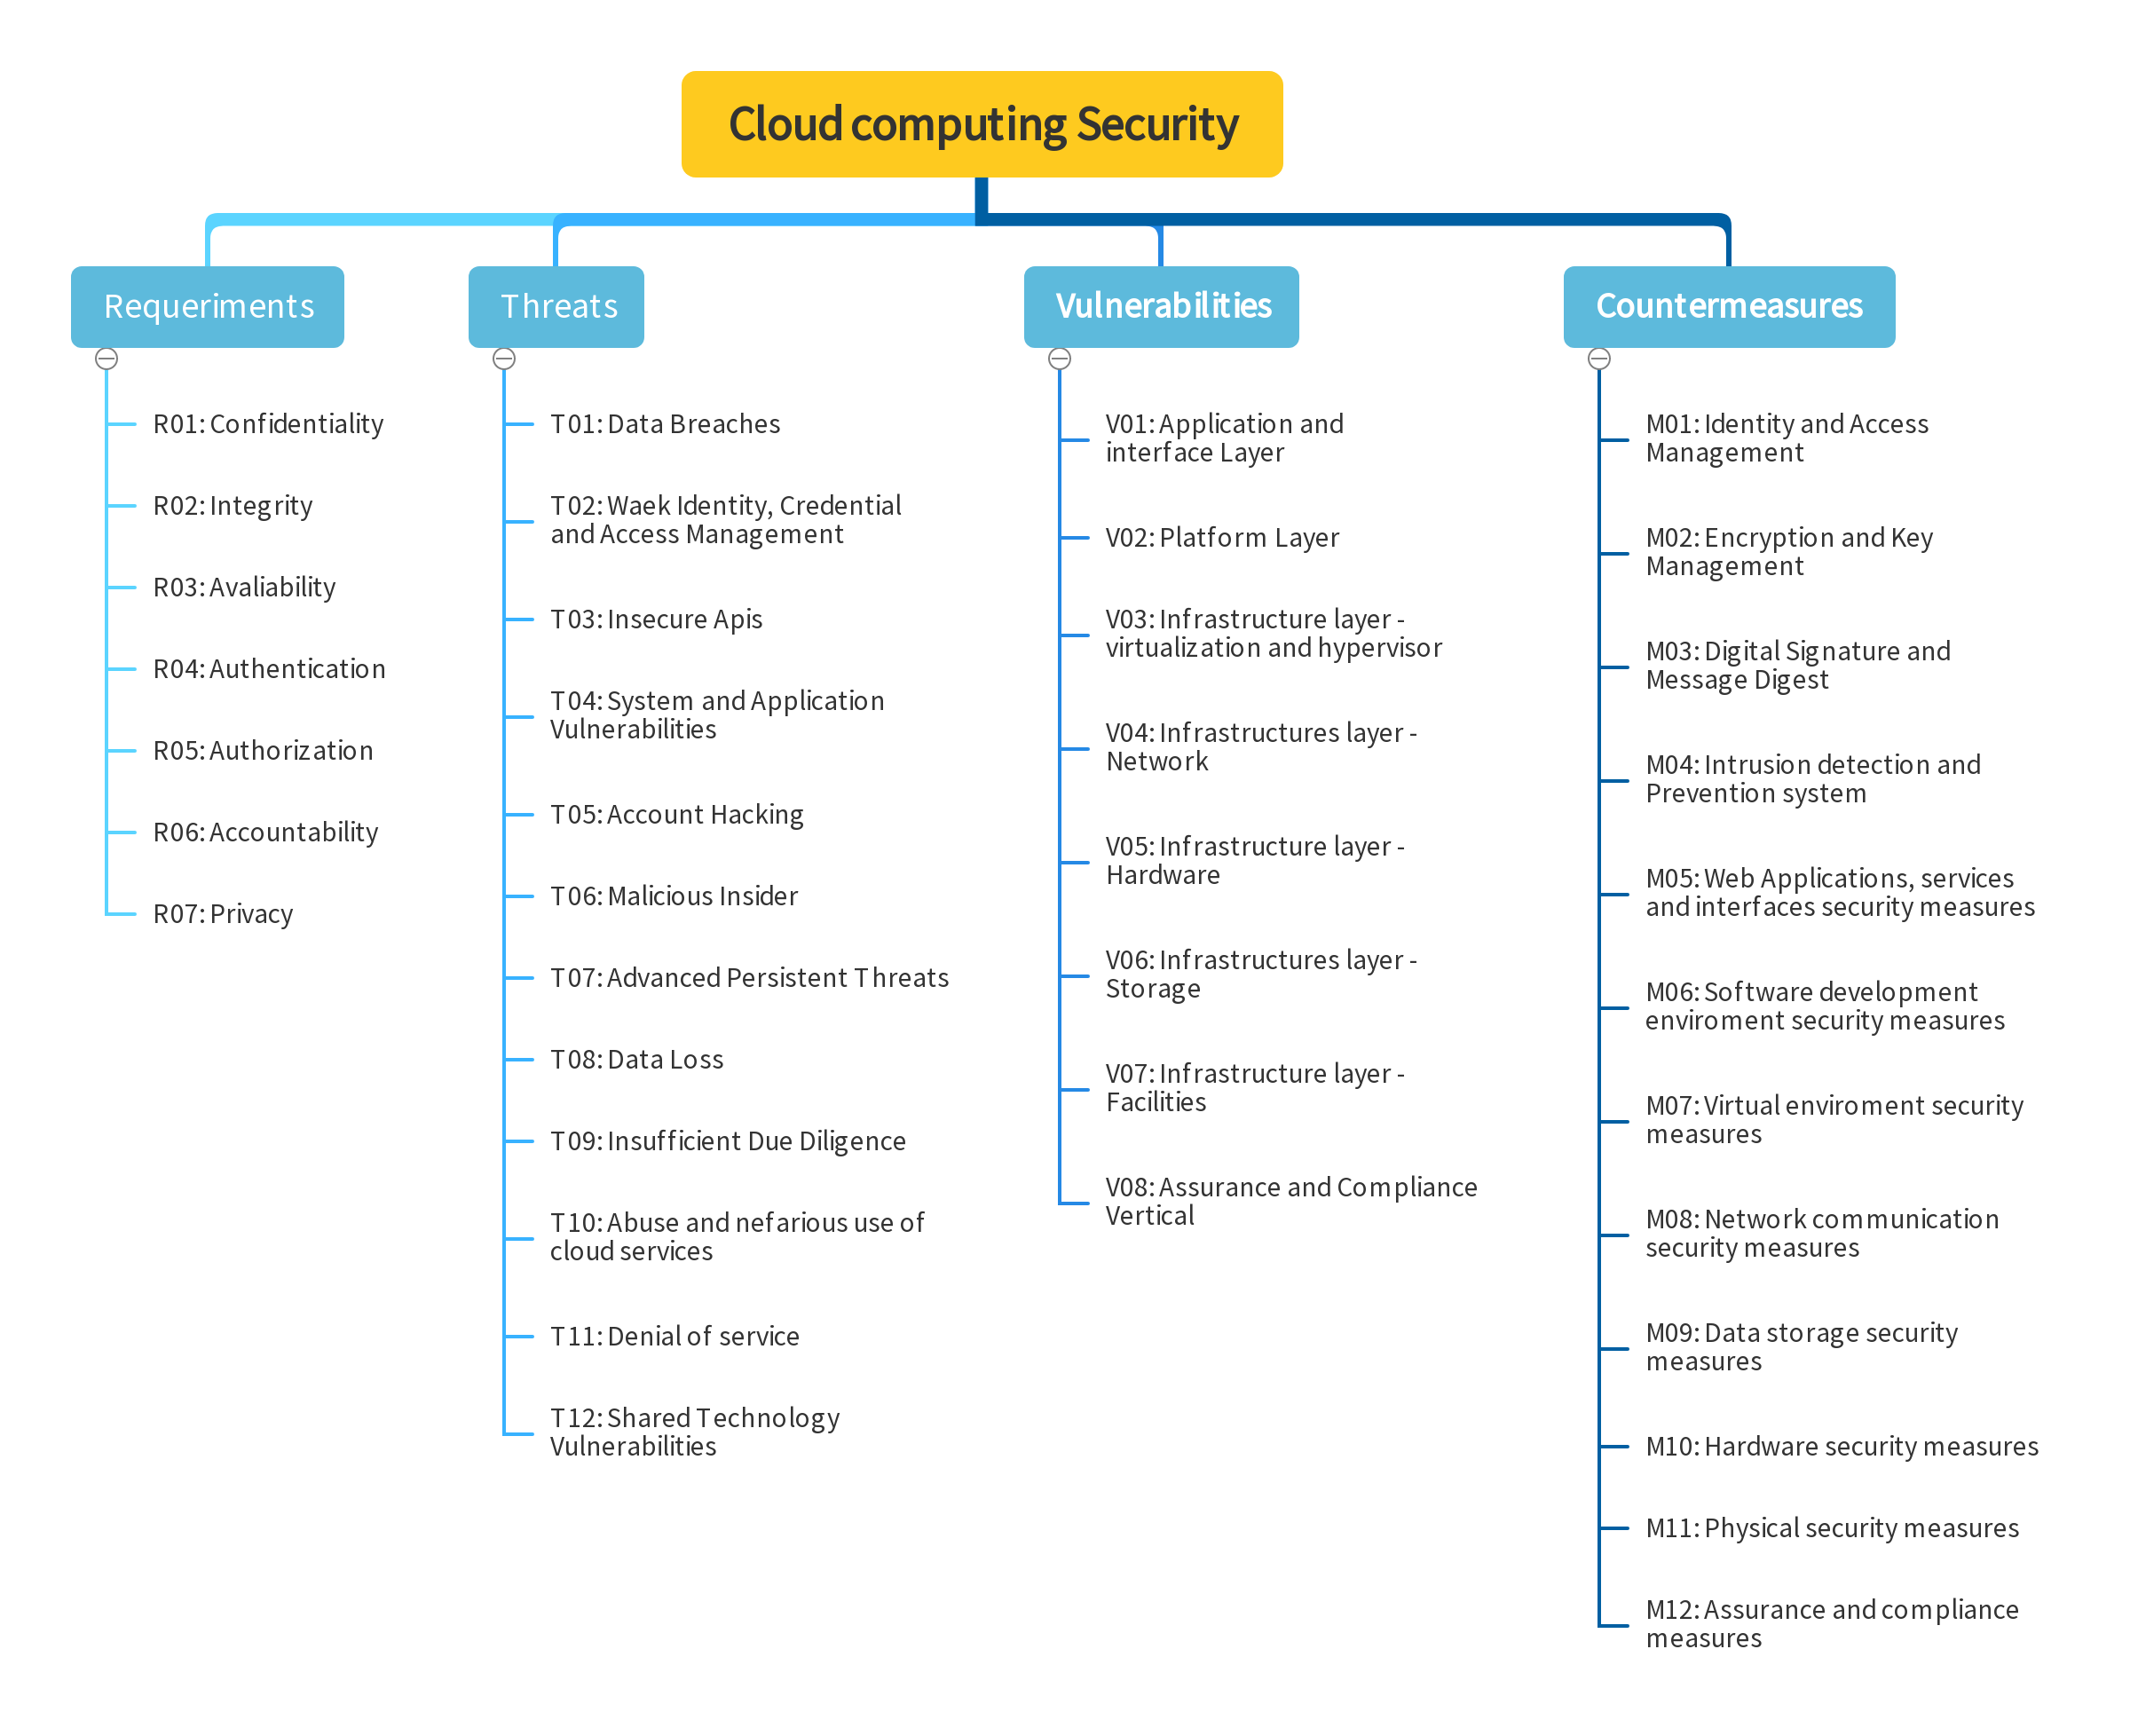 Cloud computing Security
Requeriments
R01: Confidentiality
R02: Integrity
R03: Avaliability
R04: Authentication
R05: Authorization
R06: Accountability
R07: Privacy
Threats
T01: Data Breaches
T02: Waek Identity, Credential
and Access Management
T03: Insecure Apis
T04: System and Application
Vulnerabilities
T05: Account Hacking
T06: Malicious Insider
T07: Advanced Persistent Threats
T08: Data Loss
T09: Insufficient Due Diligence
T10: Abuse and nefarious use of
cloud services
T11: Denial of service
T12: Shared Technology
Vulnerabilities
Vulnerabilities
V01: Application and
interface Layer
V02: Platform Layer
V03: Infrastructure layer -
virtualization and hypervisor
V04: Infrastructures layer -
Network
V05: Infrastructure layer -
Hardware
V06: Infrastructures layer -
Storage
V07: Infrastructure layer -
Facilities
V08: Assurance and Compliance
Vertical
Countermeasures
M01: Identity and Access
Management
M02: Encryption and Key
Management
M03: Digital Signature and
Message Digest
M04: Intrusion detection and
Prevention system
M05: Web Applications, services
and interfaces security measures
M06: Software development
enviroment security measures
M07: Virtual enviroment security
measures
M08: Network communication
security measures
M09: Data storage security
measures
M10: Hardware security measures
M11: Physical security measures
M12: Assurance and compliance
measures